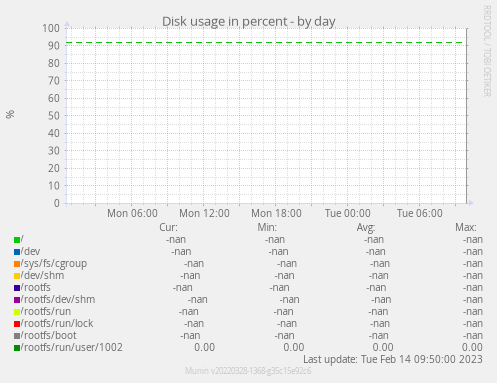 Disk usage in percent - by day
RRDTOOL / TOBI OETIKER
%
100
90
80
70
60
50
40
30
20
10
0
Mon 06:00 Mon 12:00 Mon 18:00 Tue 00:00 Tue 06:00
Cur: Min: Avg: Max:
/ -nan -nan -nan -nan
/dev -nan -nan -nan -nan
/sys/fs/cgroup -nan -nan -nan -nan
/dev/shm -nan -nan -nan -nan
/rootfs -nan -nan -nan -nan
/rootfs/dev/shm -nan -nan -nan -nan
/rootfs/run -nan -nan -nan -nan
/rootfs/run/lock -nan -nan -nan -nan
/rootfs/boot -nan -nan -nan -nan
/rootfs/run/user/1002 0.00 0.00 0.00 0.00
Last update: Tue Feb 14 09:50:00 2023
Munin v20220328-1368-g35c15e92c6